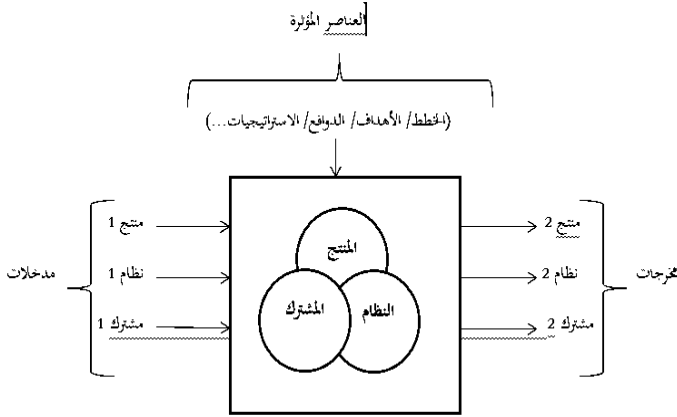 العناصر المؤثرة
(الخطط/ الأهداف/ الدوافع/ الاستراتيجيات...)
منتج 1
نظام 1
مشترك 1
مدخلات
المنتج
المشترك
النظام
منتج 2
نظام 2
مشترك 2
مخرجات